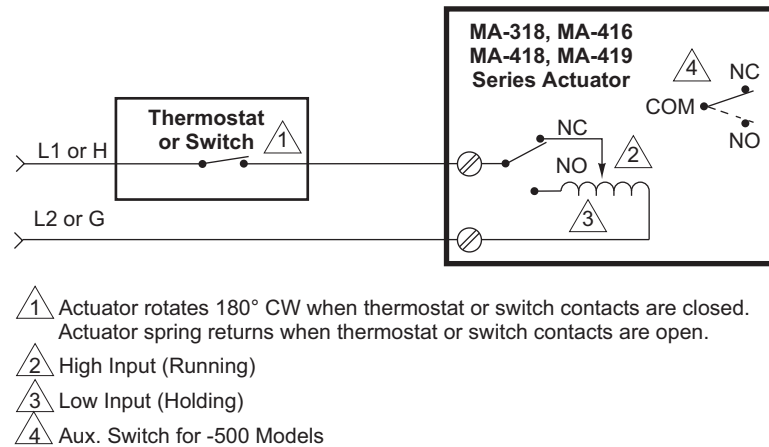 MA-318, MA-416
MA-418, MA-419
Series Actuator
4
NC
COM
NO
Thermostat
or Switch
1
L1 or H
NC
2
NO
3
L2 or G
1 Actuator rotates 180° CW when thermostat or switch contacts are closed.
Actuator spring returns when thermostat or switch contacts are open.
2 High Input (Running)
3 Low Input (Holding)
4 Aux. Switch for -500 Models